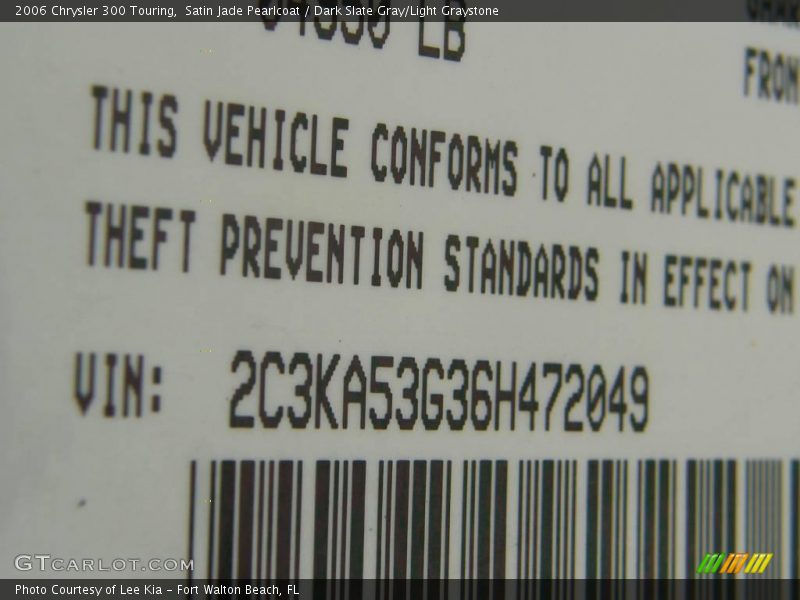 2006 Chrysler 300 Touring, Satin Jade Pearlcoat / Dark Slate Gray/Light Graystone
LB
FROM
THIS VEHICLE CONFORMS TO ALL APPLICABLE
THEFT PREVENTION STANDARDS IN EFFECT ON
VIN: 2C3KA53G36H472049
GTCARLOT.COM
Photo Courtesy of Lee Kia - Fort Walton Beach, FL